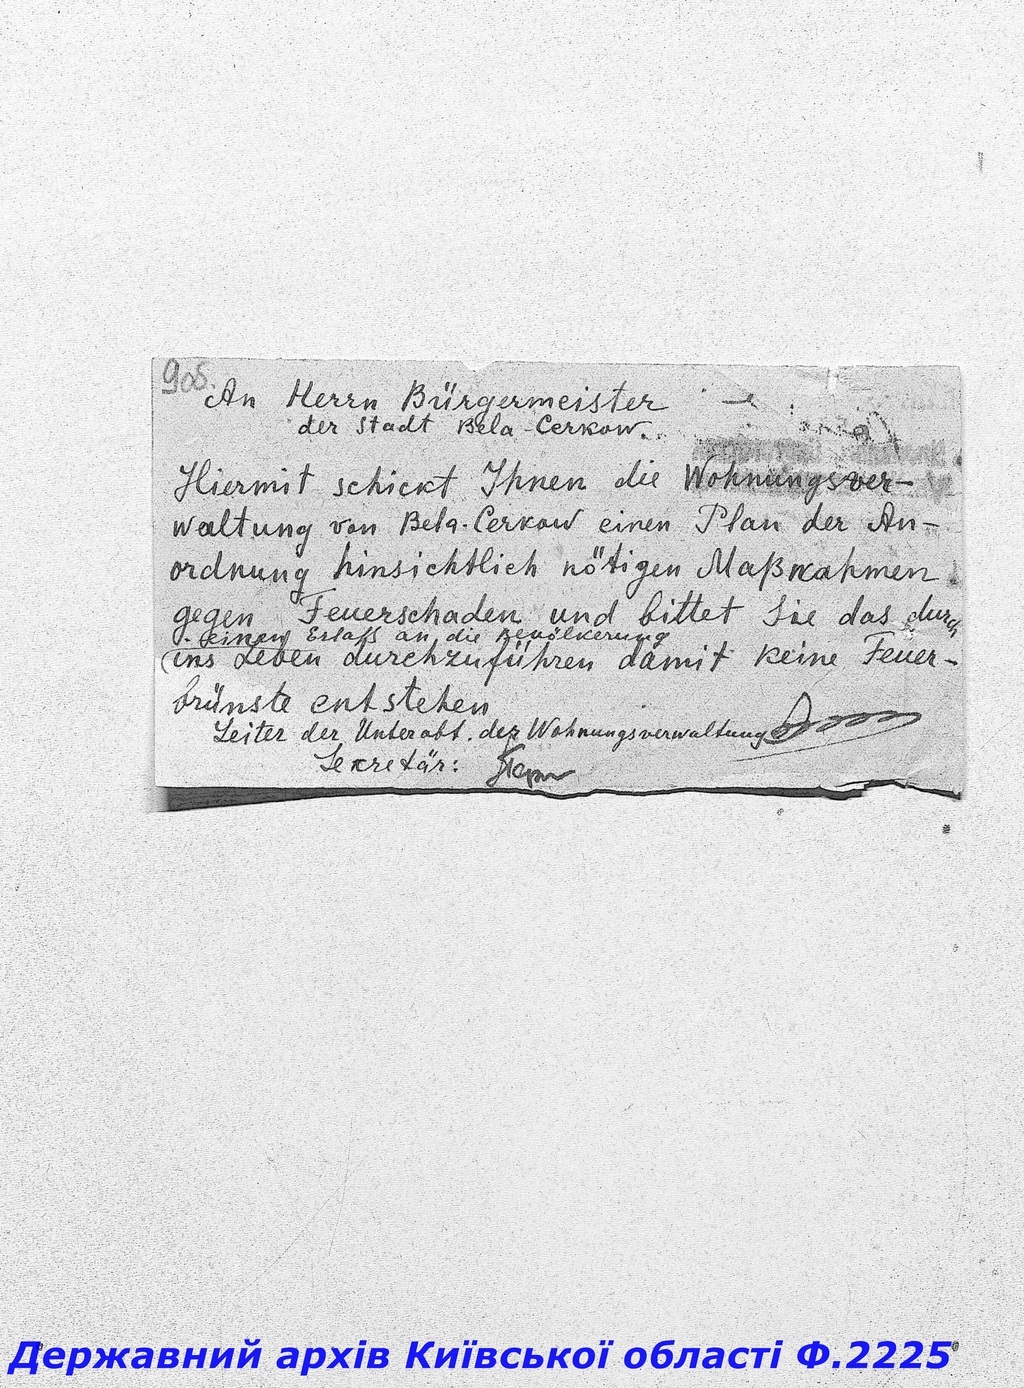 90б.
An Herrn Bürgermeister
der Stadt Bela-Cerkow.
Hiermit schickt Ihnen die Wohnungsver-
waltung von Bela-Cerkow einen Plan der An-
ordnung hinsichtlich nötigen Maßnahmen
gegen Feuerschaden und bittet Sie das durch
einen Erlaß an die Bevölkerung
ins Leben durchzuführen damit keine Feuer-
brünste entstehen
Leiter der Unterabt. der Wohnungsverwaltung
Sekretär:
Державний архів Київської області Ф.2225